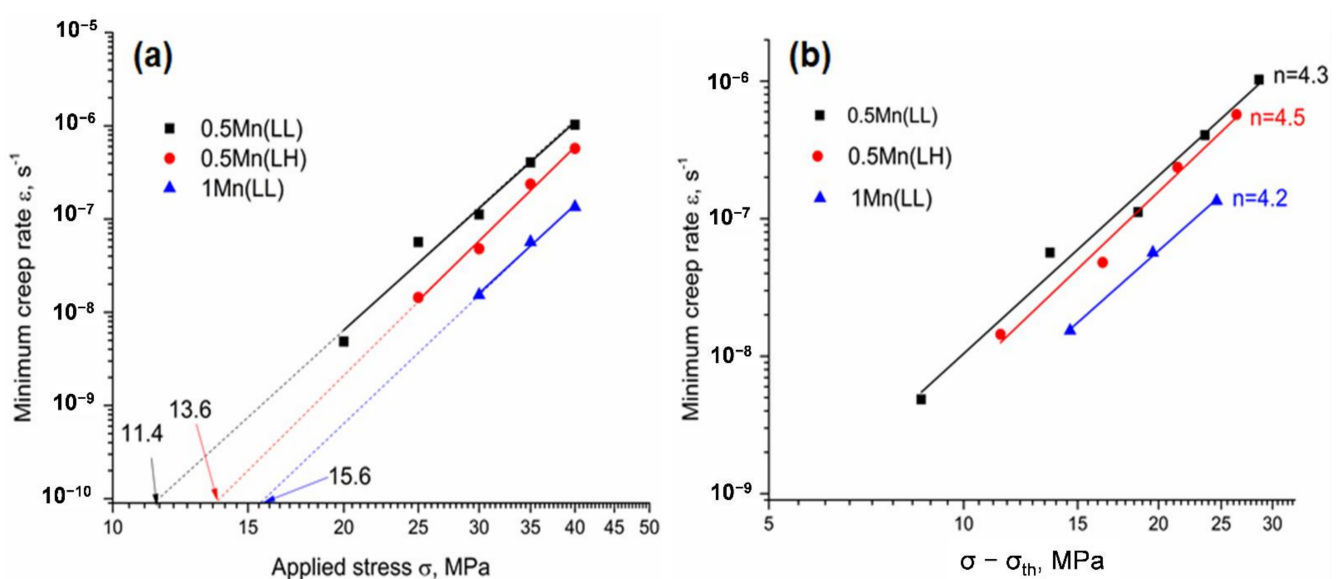 (a)
0.5Mn(LL)
0.5Mn(LH)
1Mn(LL)
10⁻⁵
10⁻⁶
10⁻⁷
10⁻⁸
10⁻⁹
10⁻¹⁰
Minimum creep rate ε, s⁻¹
11.4
13.6
15.6
10 15 20 25 30 35 40 45 50
Applied stress σ, MPa
(b)
0.5Mn(LL)
0.5Mn(LH)
1Mn(LL)
n=4.3
n=4.5
n=4.2
10⁻⁶
10⁻⁷
10⁻⁸
10⁻⁹
Minimum creep rate ε, s⁻¹
5 10 15 20 25 30
σ − σth, MPa